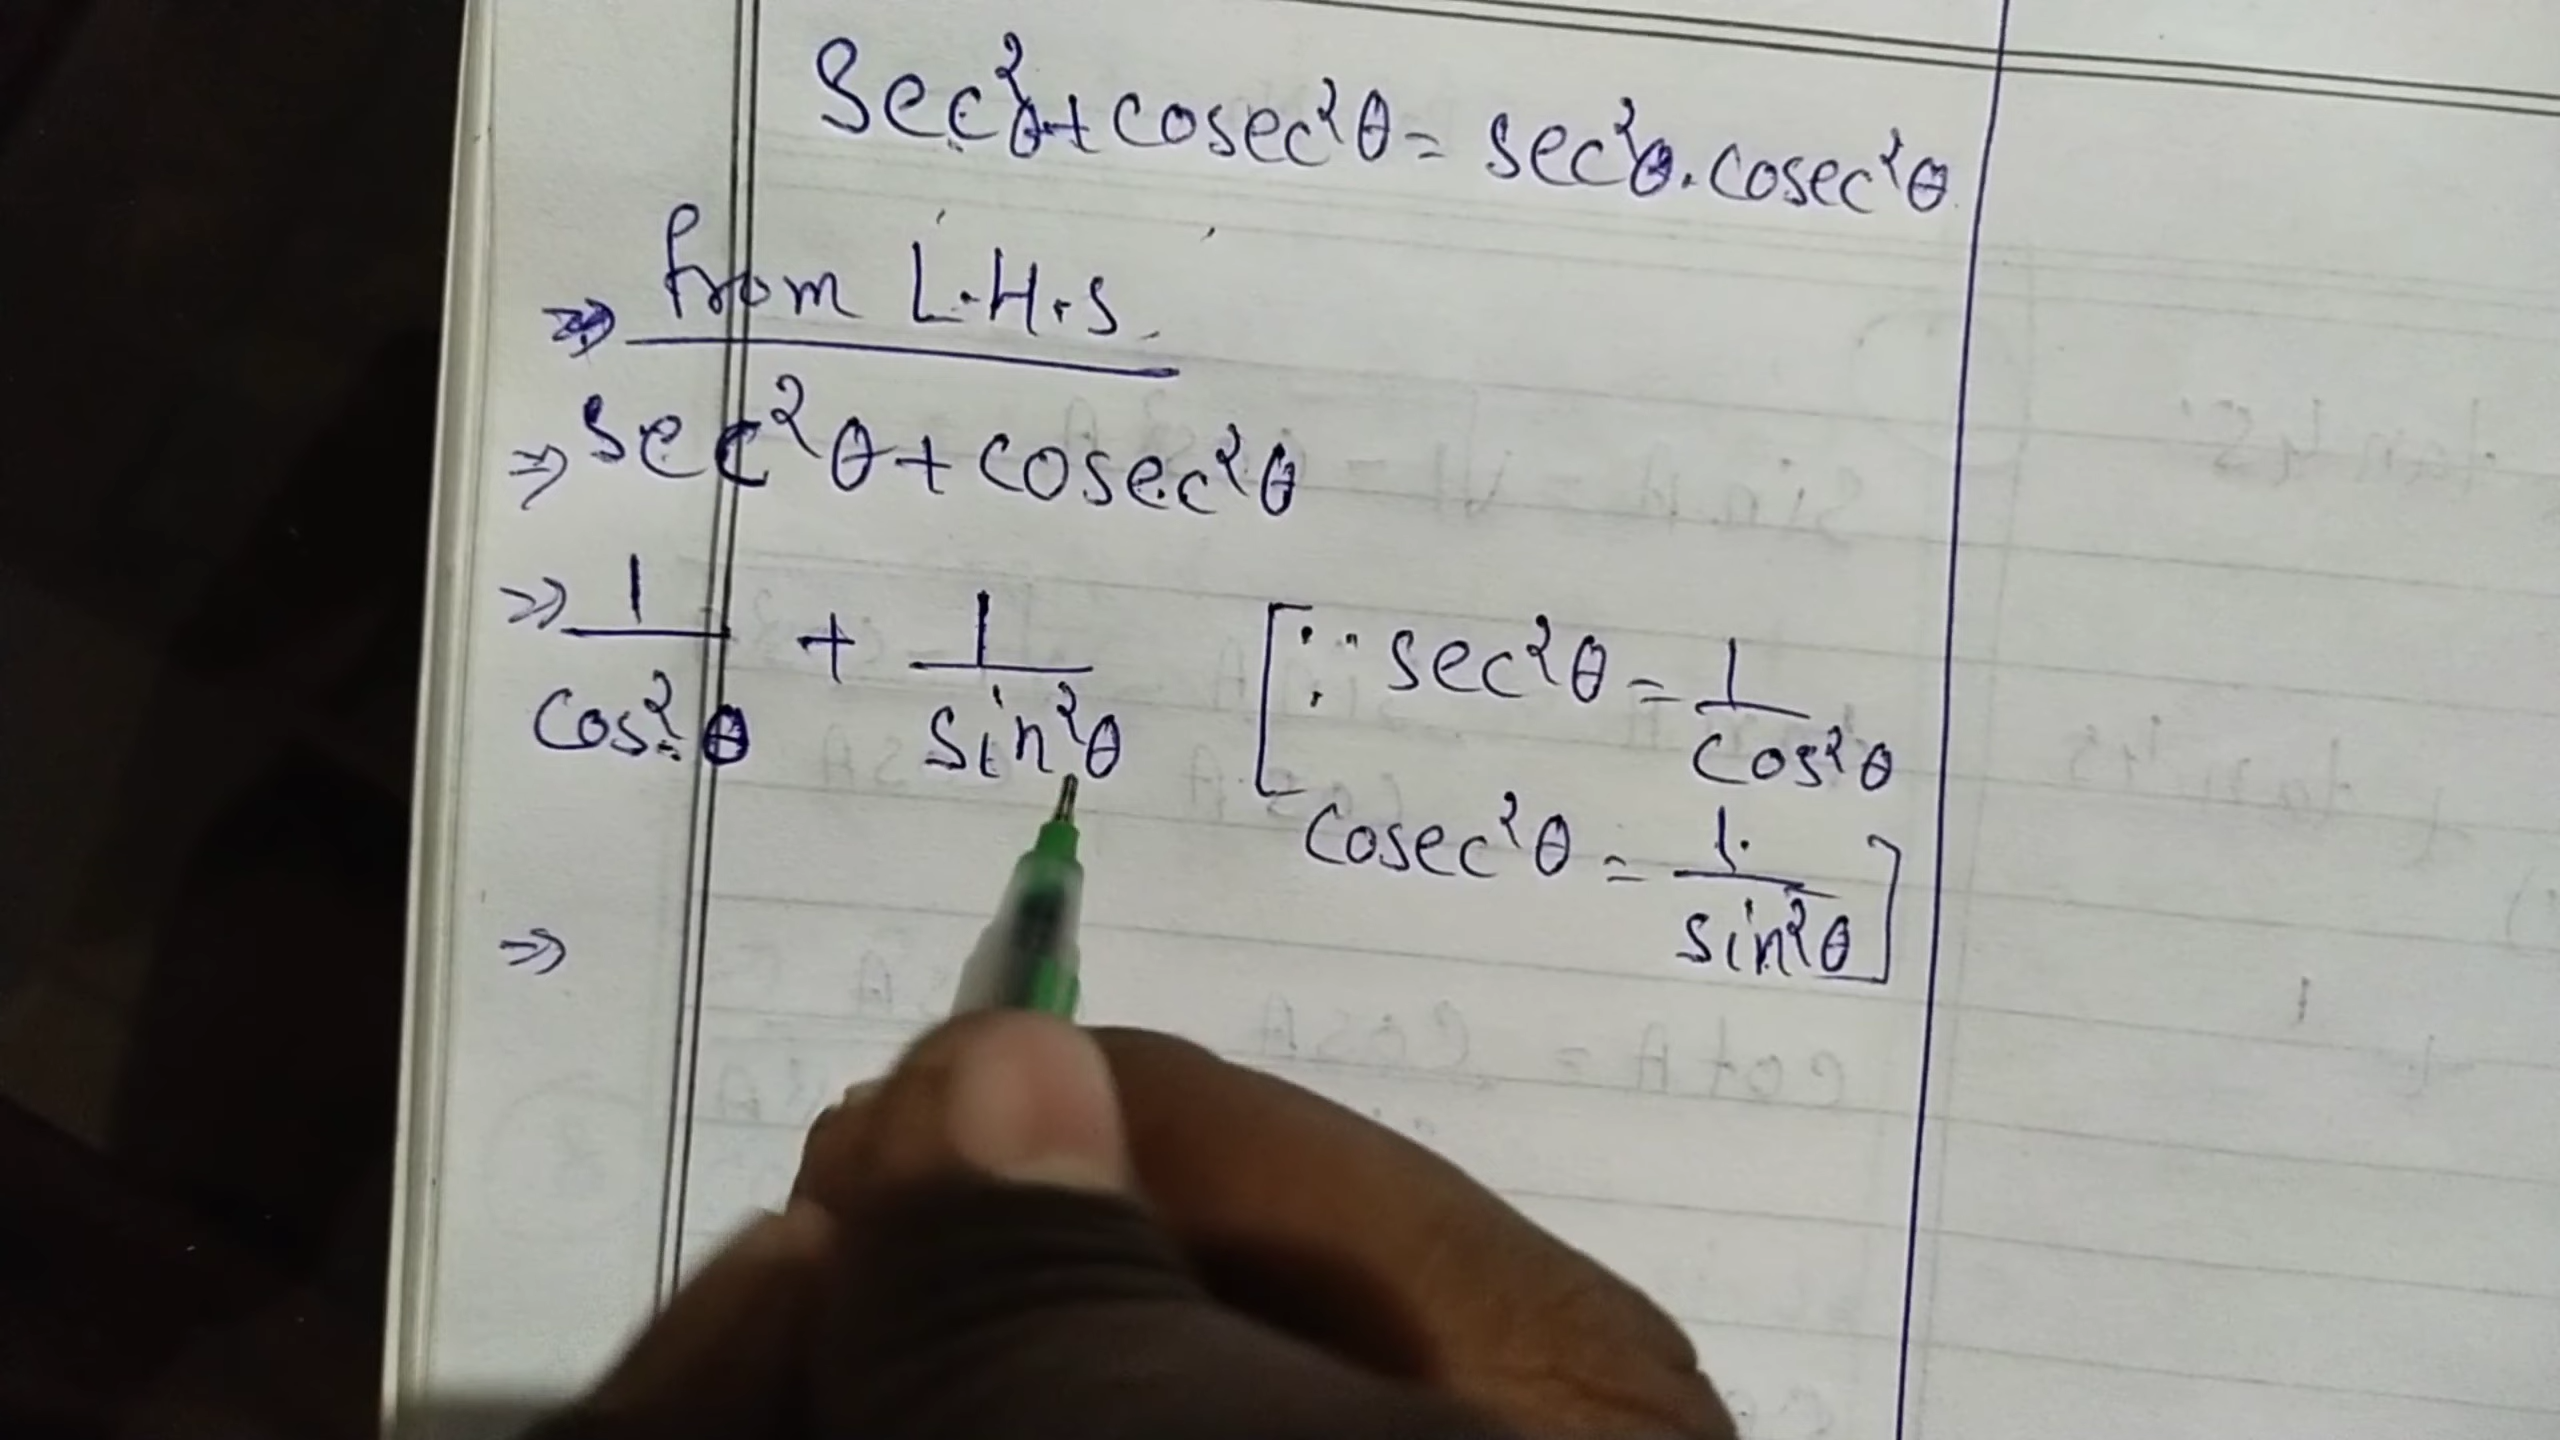 Sec²θ + cosec²θ = sec²θ . cosec²θ
⇒ from L.H.S.
⇒ sec²θ + cosec²θ
⇒ 1/cos²θ + 1/sin²θ [∵ sec²θ = 1/cos²θ
cosec²θ = 1/sin²θ]
⇒